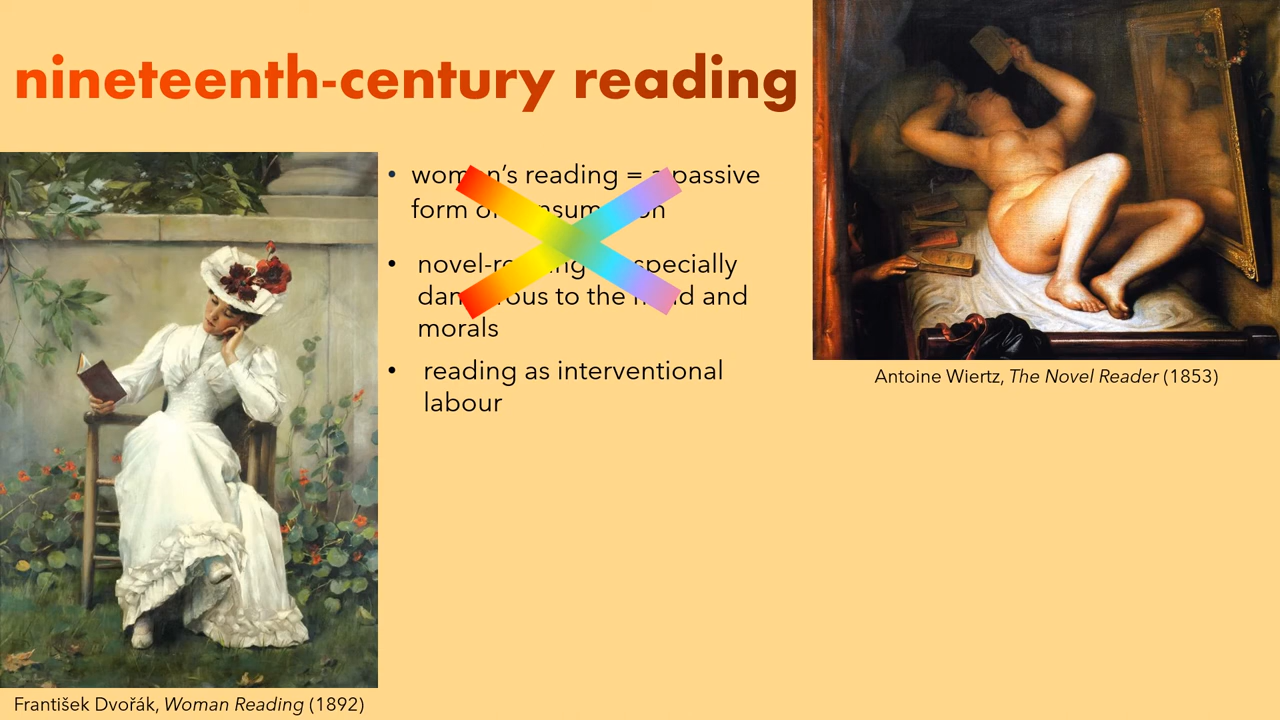 nineteenth-century reading
• woman's reading = a passive
form of consumption
• novel-reading especially
dangerous to the mind and
morals
• reading as interventional
labour
Antoine Wiertz, The Novel Reader (1853)
František Dvořák, Woman Reading (1892)